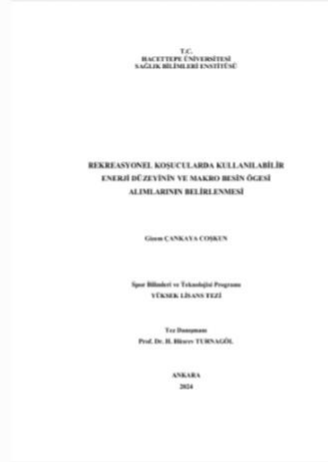 T.C.
HACETTEPE ÜNİVERSİTESİ
SAĞLIK BİLİMLERİ ENSTİTÜSÜ
REKREASYONEL KOŞUCULARDA KULLANILABİLİR
ENERJİ DÜZEYİNİN VE MAKRO BESİN ÖGESİ
ALIMLARININ BELİRLENMESİ
Gizem ÇANKAYA COŞKUN
Spor Bilimleri ve Teknolojisi Programı
YÜKSEK LİSANS TEZİ
Tez Danışmanı
Prof. Dr. H. Hüsrev TURNAGÖL
ANKARA
2024